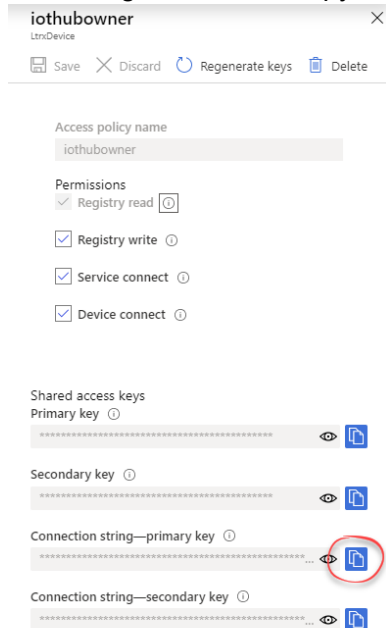 iothubowner
LtrxDevice
Save Discard Regenerate keys Delete
Access policy name
iothubowner
Permissions
Registry read
Registry write
Service connect
Device connect
Shared access keys
Primary key
*******************************************
Secondary key
*******************************************
Connection string—primary key
*************************************************...
Connection string—secondary key
*************************************************...